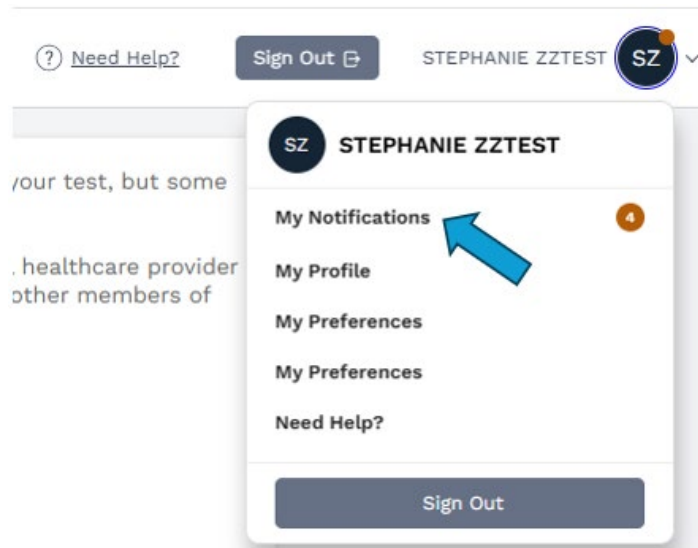 ? Need Help?
Sign Out
STEPHANIE ZZTEST
SZ
SZ
STEPHANIE ZZTEST
your test, but some
healthcare provider
other members of
My Notifications
4
My Profile
My Preferences
My Preferences
Need Help?
Sign Out